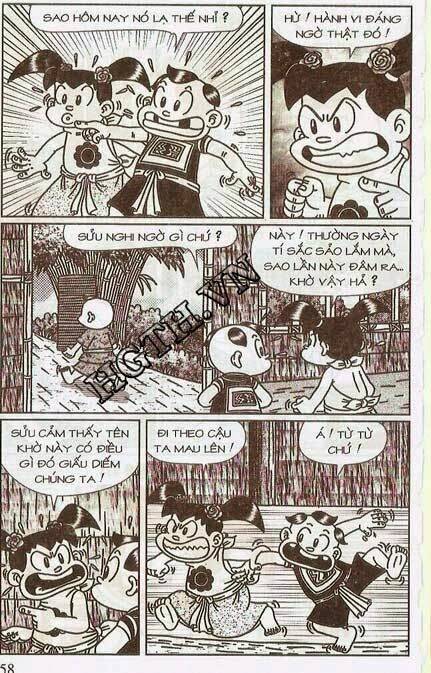 SAO HÔM NAY NÓ LẠ THẾ NHỈ ?
HỪ ! HÀNH VI ĐÁNG
NGỜ THẬT ĐÓ !
SỬU NGHI NGỜ GÌ CHỨ ?
NÀY ! THƯỜNG NGÀY
TÍ SẮC SẢO LẮM MÀ,
SAO LẦN NÀY ĐÂM RA...
KHỜ VẬY HẢ ?
HGTH.VN
SỬU CẢM THẤY TÊN
KHỜ NÀY CÓ ĐIỀU
GÌ ĐÓ GIẤU DIẾM
CHÚNG TA !
ĐI THEO CẬU
TA MAU LÊN !
Á ! TỪ TỪ
CHỨ !
58